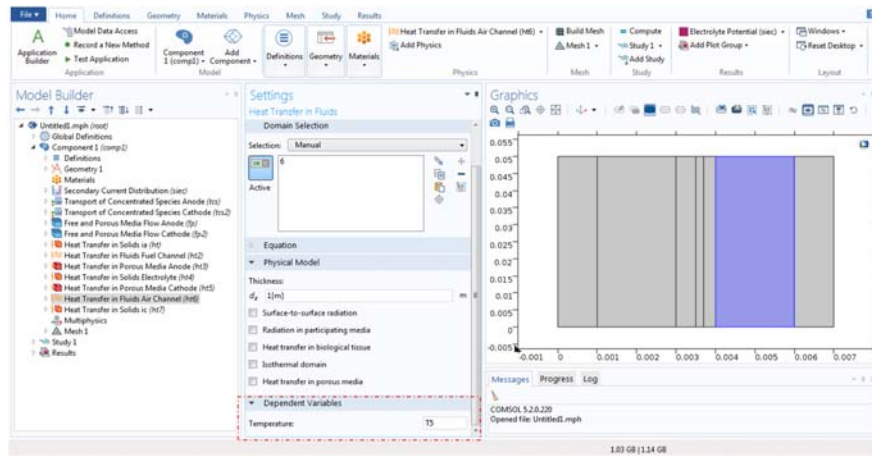 File Home Definitions Geometry Materials Physics Mesh Study Results
Application Builder
Model Data Access
Record a New Method
Test Application
Application
Component 1 (comp1)
Add Component
Model
Definitions
Geometry
Materials
Heat Transfer in Fluids Air Channel (ht6)
Add Physics
Physics
Build Mesh
Mesh 1
Mesh
Compute
Study 1
Add Study
Study
Electrolyte Potential (siec)
Add Plot Group
Results
Windows
Reset Desktop
Layout
Model Builder
Untitled1.mph (root)
Global Definitions
Component 1 (comp1)
Definitions
Geometry 1
Materials
Secondary Current Distribution (siec)
Transport of Concentrated Species Anode (tcs)
Transport of Concentrated Species Cathode (tcs2)
Free and Porous Media Flow Anode (fp)
Free and Porous Media Flow Cathode (fp2)
Heat Transfer in Solids ia (ht)
Heat Transfer in Fluids Fuel Channel (ht2)
Heat Transfer in Porous Media Anode (ht3)
Heat Transfer in Solids Electrolyte (ht4)
Heat Transfer in Porous Media Cathode (ht5)
Heat Transfer in Fluids Air Channel (ht6)
Heat Transfer in Solids ic (ht7)
Multiphysics
Mesh 1
Study 1
Results
Settings
Heat Transfer in Fluids
Domain Selection
Selection: Manual
6
Active
Equation
Physical Model
Thickness:
d_z 1[m] m
Surface-to-surface radiation
Radiation in participating media
Heat transfer in biological tissue
Isothermal domain
Heat transfer in porous media
Dependent Variables
Temperature: T5
Graphics
0.055
0.05
0.045
0.04
0.035
0.03
0.025
0.02
0.015
0.01
0.005
0
-0.005
-0.001 0 0.001 0.002 0.003 0.004 0.005 0.006 0.007
Messages Progress Log
COMSOL 5.2.0.220
Opened file: Untitled1.mph
1.03 GB | 1.14 GB